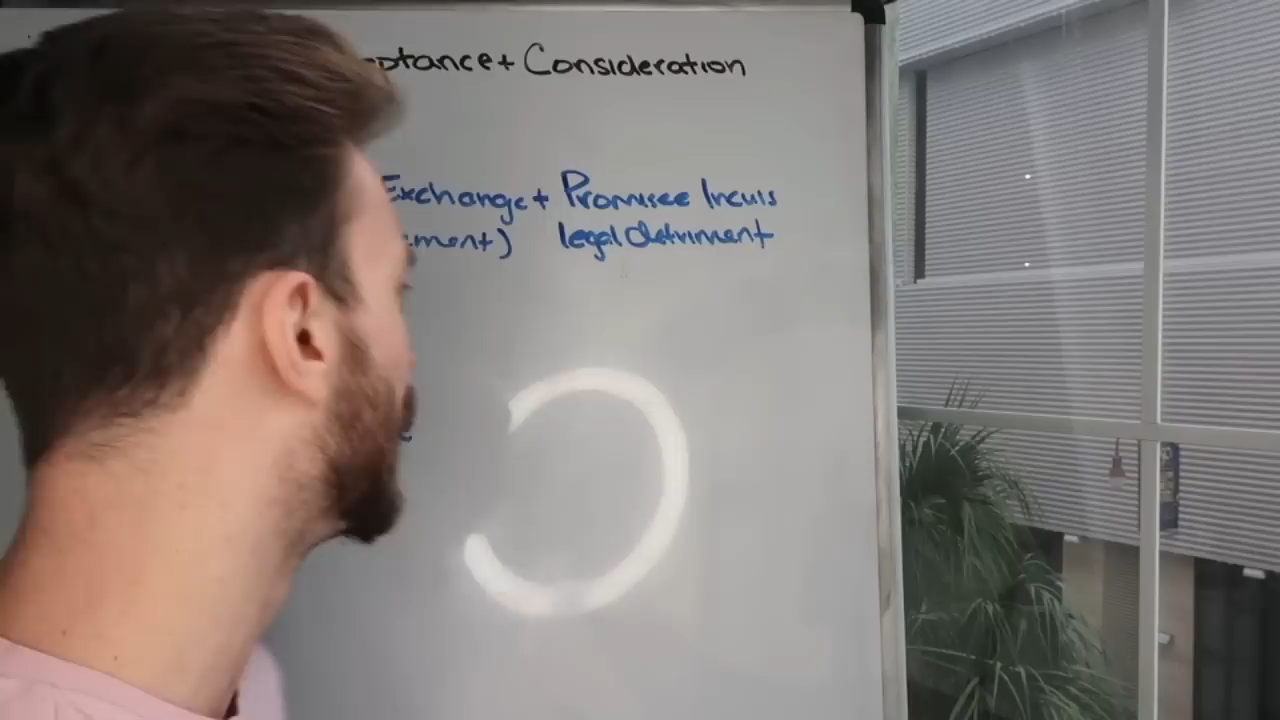 ptance + Consideration
Exchange + Promisee Incurs
ment) legal detriment